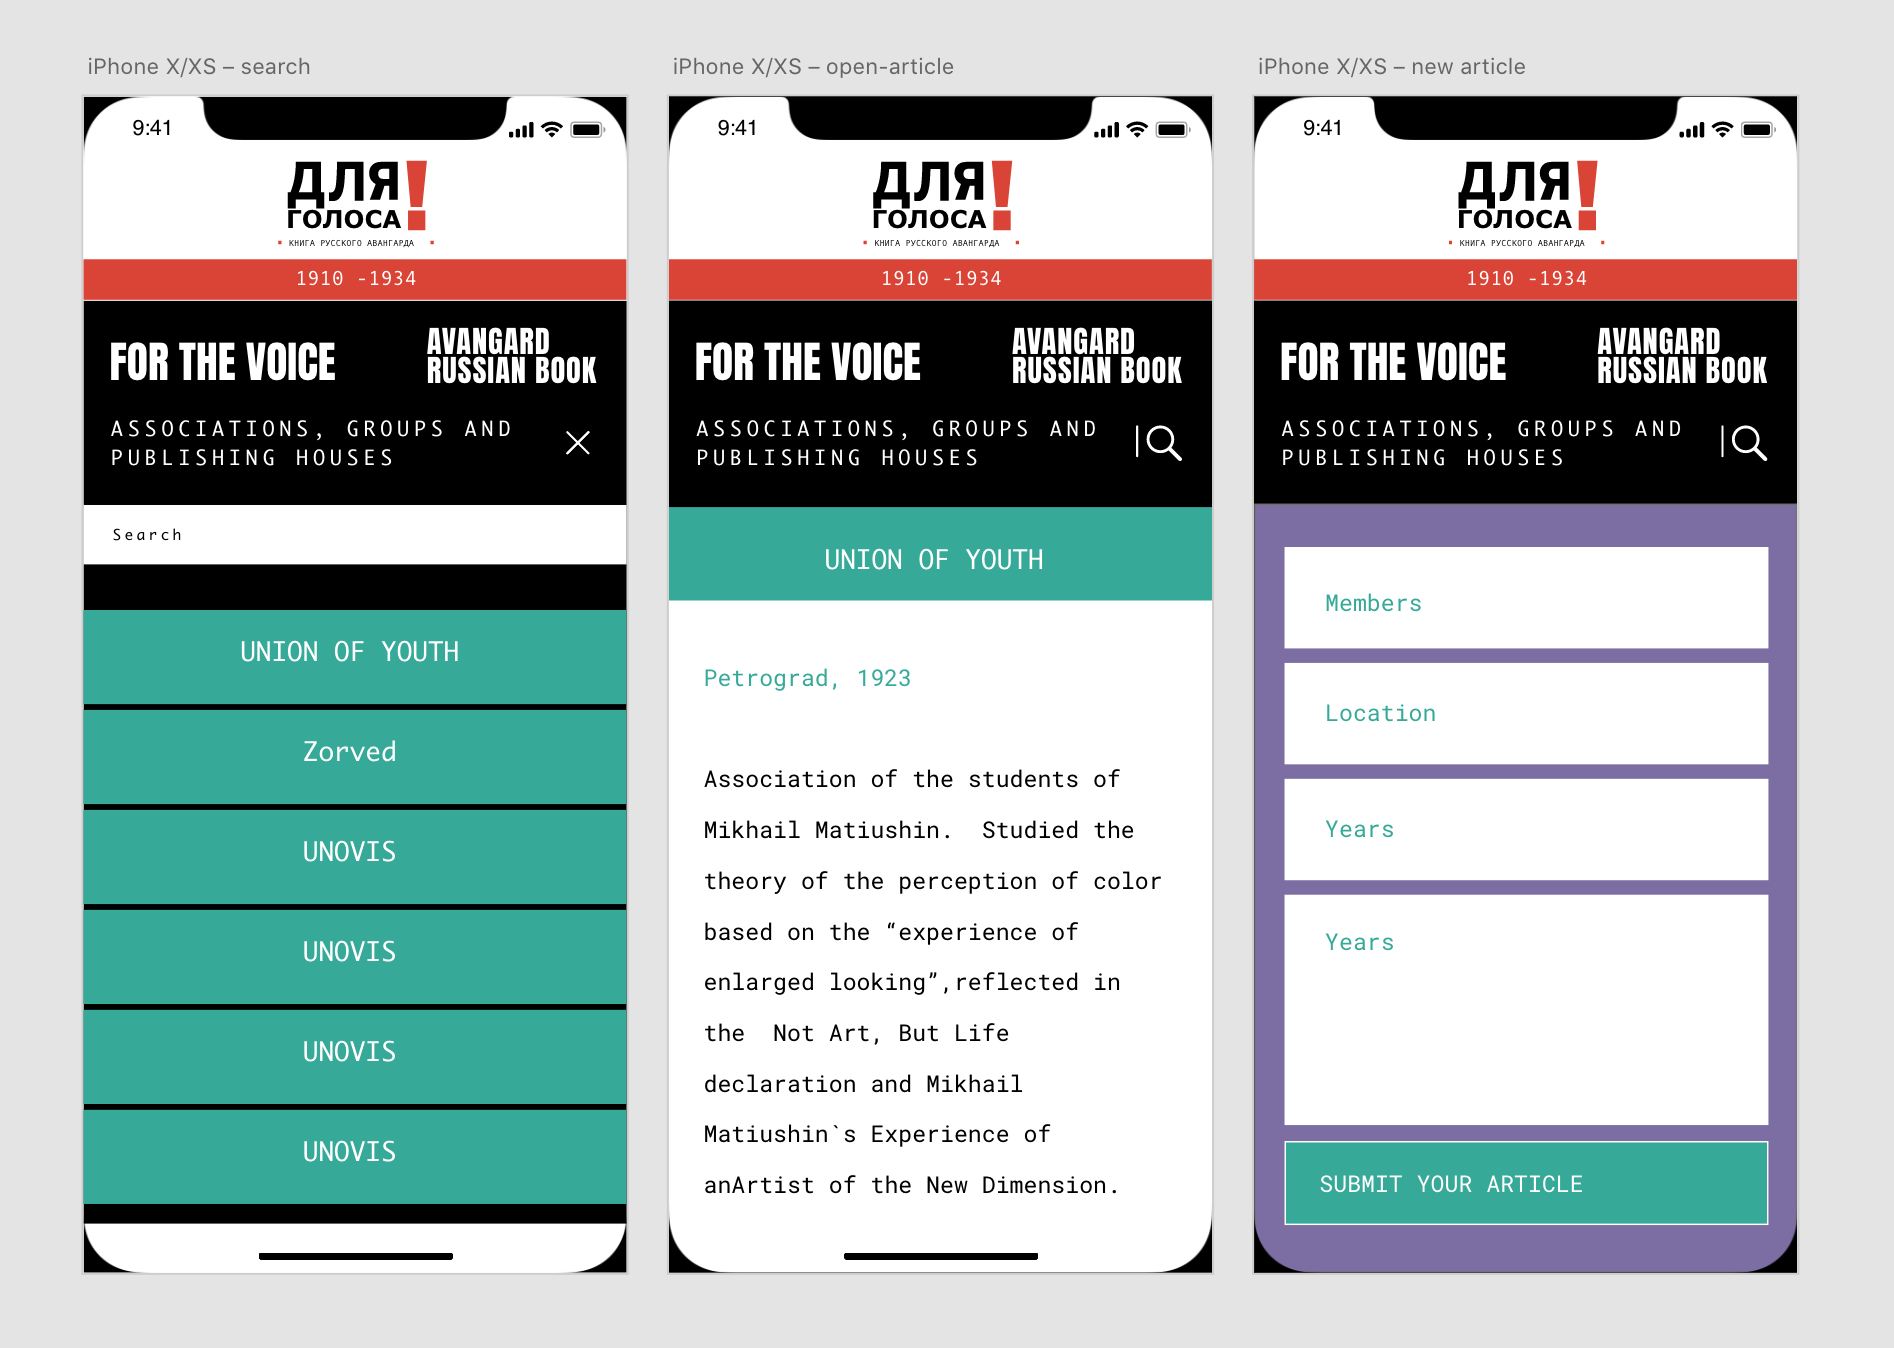 iPhone X/XS – search
9:41
ДЛЯ!
ГОЛОСА
КНИГА РУССКОГО АВАНГАРДА
1910 -1934
FOR THE VOICE
AVANGARD
RUSSIAN BOOK
ASSOCIATIONS, GROUPS AND
PUBLISHING HOUSES
Search
UNION OF YOUTH
Zorved
UNOVIS
UNOVIS
UNOVIS
UNOVIS
iPhone X/XS – open-article
9:41
ДЛЯ!
ГОЛОСА
КНИГА РУССКОГО АВАНГАРДА
1910 -1934
FOR THE VOICE
AVANGARD
RUSSIAN BOOK
ASSOCIATIONS, GROUPS AND
PUBLISHING HOUSES
UNION OF YOUTH
Petrograd, 1923
Association of the students of
Mikhail Matiushin.  Studied the
theory of the perception of color
based on the “experience of
enlarged looking”,reflected in
the  Not Art, But Life
declaration and Mikhail
Matiushin`s Experience of
anArtist of the New Dimension.
iPhone X/XS – new article
9:41
ДЛЯ!
ГОЛОСА
КНИГА РУССКОГО АВАНГАРДА
1910 -1934
FOR THE VOICE
AVANGARD
RUSSIAN BOOK
ASSOCIATIONS, GROUPS AND
PUBLISHING HOUSES
Members
Location
Years
Years
SUBMIT YOUR ARTICLE